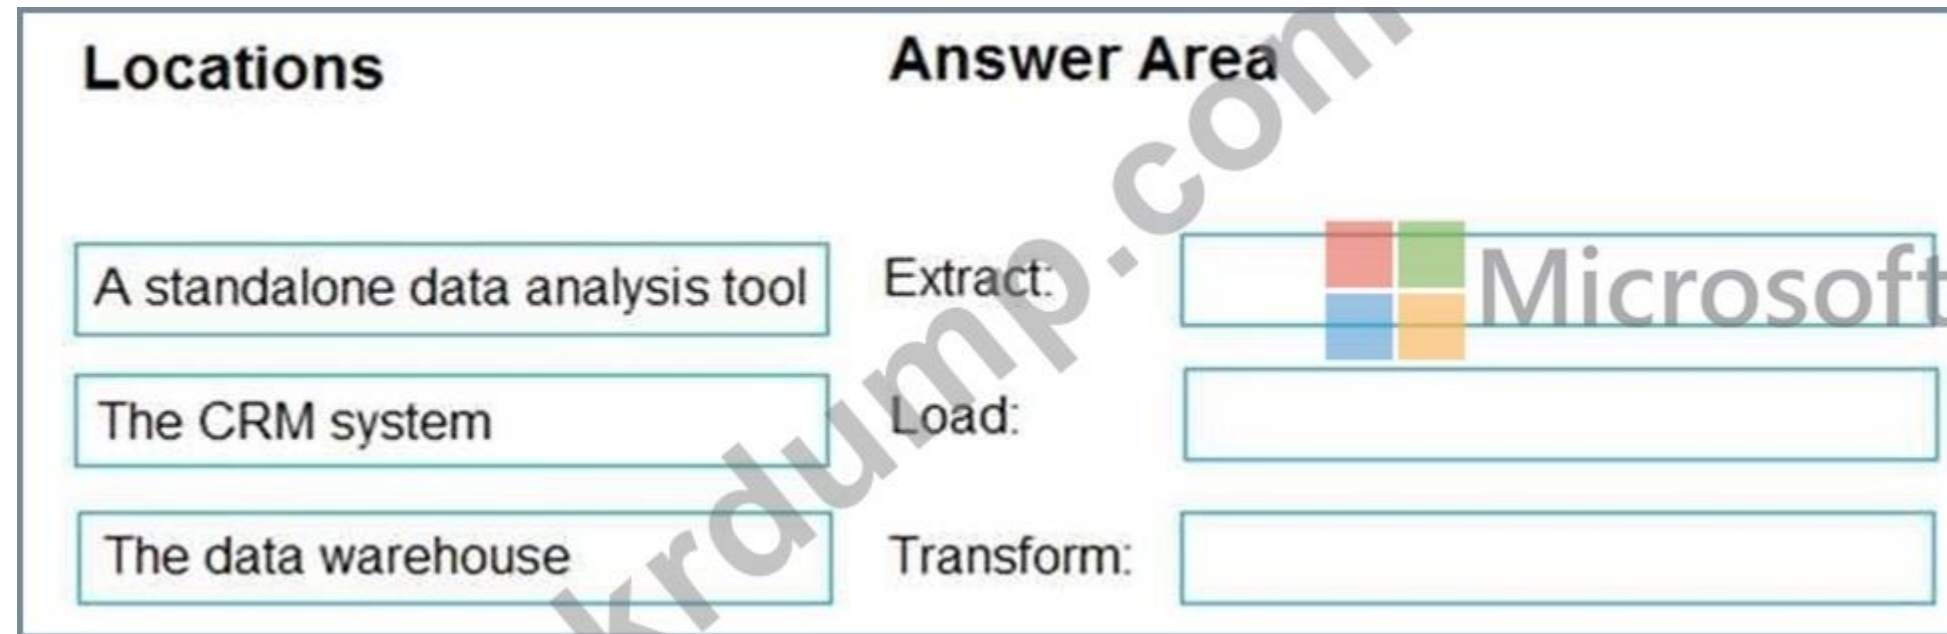 Locations
Answer Area
A standalone data analysis tool
Extract:
Microsoft
The CRM system
Load:
The data warehouse
Transform:
krdump.com